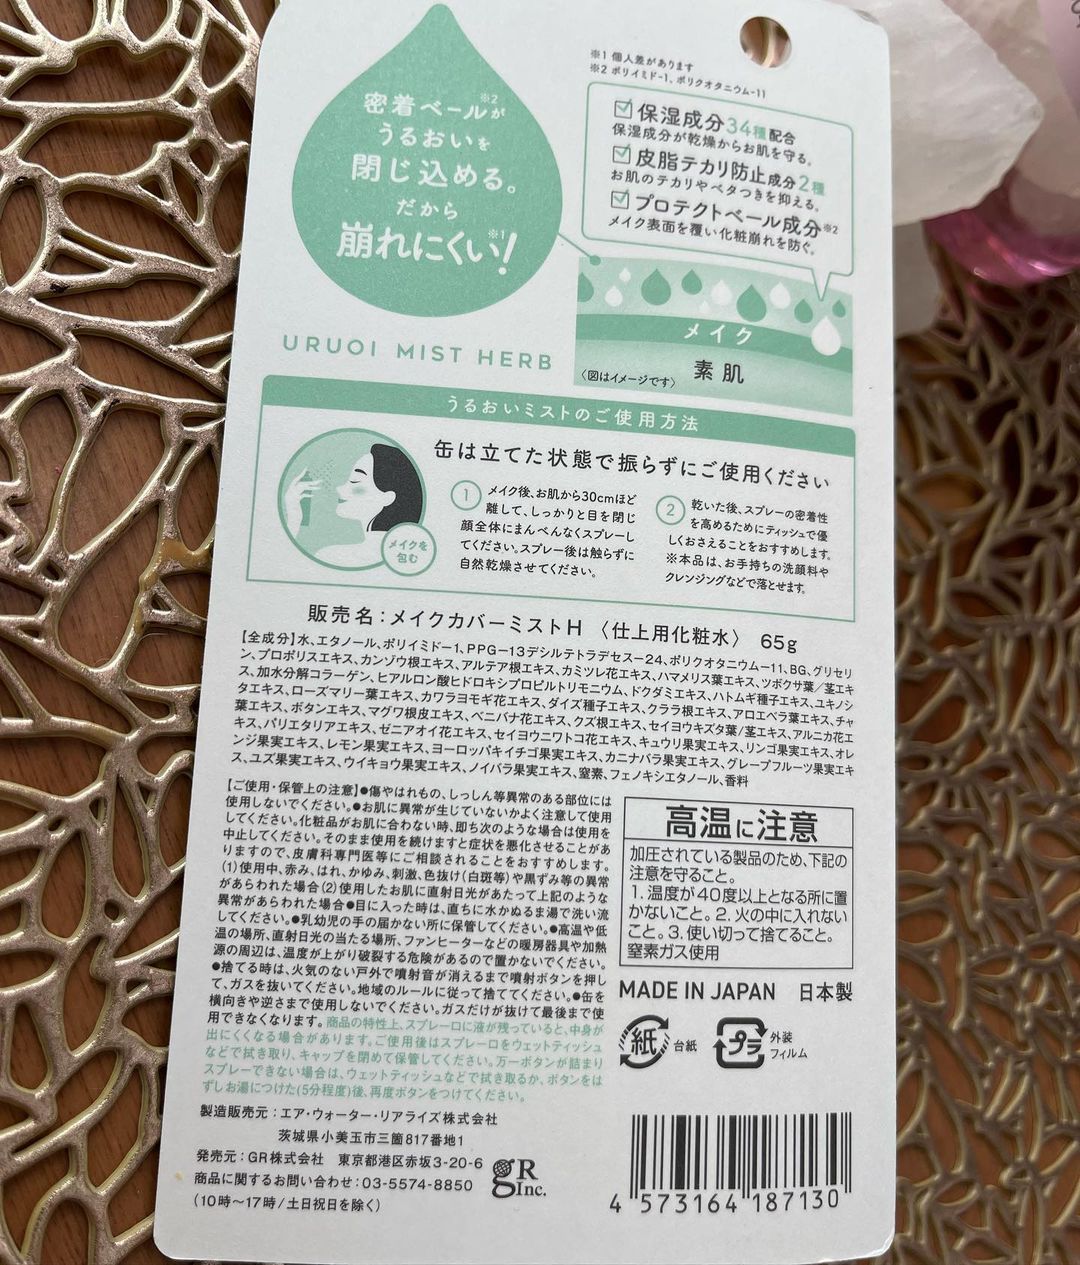 密着ベール※2が
うるおいを
閉じ込める。
だから
崩れにくい!※1
URUOI MIST HERB
※1 個人差があります
※2 ポリイミド-1、ポリクオタニウム-11
保湿成分34種配合
保湿成分が乾燥からお肌を守る。
皮脂テカリ防止成分2種
お肌のテカリやベタつきを抑える。
プロテクトベール成分※2
メイク表面を覆い化粧崩れを防ぐ。
メイク
素肌
〈図はイメージです〉
うるおいミストのご使用方法
缶は立てた状態で振らずにご使用ください
メイクを
包む
1 メイク後、お肌から30cmほど
離して、しっかりと目を閉じ
顔全体にまんべんなくスプレーし
てください。スプレー後は触らずに
自然乾燥させてください。
2 乾いた後、スプレーの密着性
を高めるためにティッシュで優
しくおさえることをおすすめします。
※本品は、お手持ちの洗顔料や
クレンジングなどで落とせます。
販売名:メイクカバーミストH 〈仕上用化粧水〉 65g
【全成分】水、エタノール、ポリイミド-1、PPG-13デシルテトラデセス-24、ポリクオタニウム-11、BG、グリセリ
ン、プロポリスエキス、カンゾウ根エキス、アルテア根エキス、カミツレ花エキス、ハマメリス葉エキス、ツボクサ葉/茎エキ
ス、加水分解コラーゲン、ヒアルロン酸ヒドロキシプロピルトリモニウム、ドクダミエキス、ハトムギ種子エキス、ユキノシ
タエキス、ローズマリー葉エキス、カワラヨモギ花エキス、ダイズ種子エキス、クララ根エキス、アロエベラ葉エキス、チャ
葉エキス、ボタンエキス、マグワ根皮エキス、ベニバナ花エキス、クズ根エキス、セイヨウキズタ葉/茎エキス、アルニカ花エ
キス、パリエタリアエキス、ゼニアオイ花エキス、セイヨウニワトコ花エキス、キュウリ果実エキス、リンゴ果実エキス、オレ
ンジ果実エキス、レモン果実エキス、ヨーロッパキイチゴ果実エキス、カニナバラ果実エキス、グレープフルーツ果実エキ
ス、ユズ果実エキス、ウイキョウ果実エキス、ノイバラ果実エキス、窒素、フェノキシエタノール、香料
【ご使用・保管上の注意】●傷やはれもの、しっしん等異常のある部位には
使用しないでください。●お肌に異常が生じていないかよく注意して使用
してください。化粧品がお肌に合わない時、即ち次のような場合は使用を
中止してください。そのまま使用を続けますと症状を悪化させることがあ
りますので、皮膚科専門医等にご相談されることをおすすめします。
(1)使用中、赤み、はれ、かゆみ、刺激、色抜け(白斑等)や黒ずみ等の異常
があらわれた場合(2)使用したお肌に直射日光があたって上記のような
異常があらわれた場合●目に入った時は、直ちに水かぬるま湯で洗い流
してください。●乳幼児の手の届かない所に保管してください。●高温や低
温の場所、直射日光の当たる場所、ファンヒーターなどの暖房器具や加熱
源の周辺は、温度が上がり破裂する危険があるので置かないでください。
●捨てる時は、火気のない戸外で噴射音が消えるまで噴射ボタンを押し
て、ガスを抜いてください。地域のルールに従って捨ててください。●缶を
横向きや逆さまで使用しないでください。ガスだけが抜けて最後まで使
用できなくなります。商品の特性上、スプレー口に液が残っていると、中身が
出にくくなる場合があります。ご使用後はスプレー口をウェットティッシュ
などで拭き取り、キャップを閉めて保管してください。万一ボタンが詰まり
スプレーできない場合は、ウェットティッシュなどで拭き取るか、ボタンをは
ずしお湯につけた(5分程度)後、再度ボタンをつけてください。
高温に注意
加圧されている製品のため、下記の
注意を守ること。
1. 温度が40度以上となる所に置
かないこと。2. 火の中に入れない
こと。3. 使い切って捨てること。
窒素ガス使用
MADE IN JAPAN 日本製
紙 台紙
プラ 外装
フィルム
製造販売元:エア・ウォーター・リアライズ株式会社
茨城県小美玉市三箇817番地1
発売元:GR株式会社 東京都港区赤坂3-20-6
商品に関するお問い合わせ:03-5574-8850
(10時～17時/土日祝日を除く)
gR
Inc.
4 573164 187130